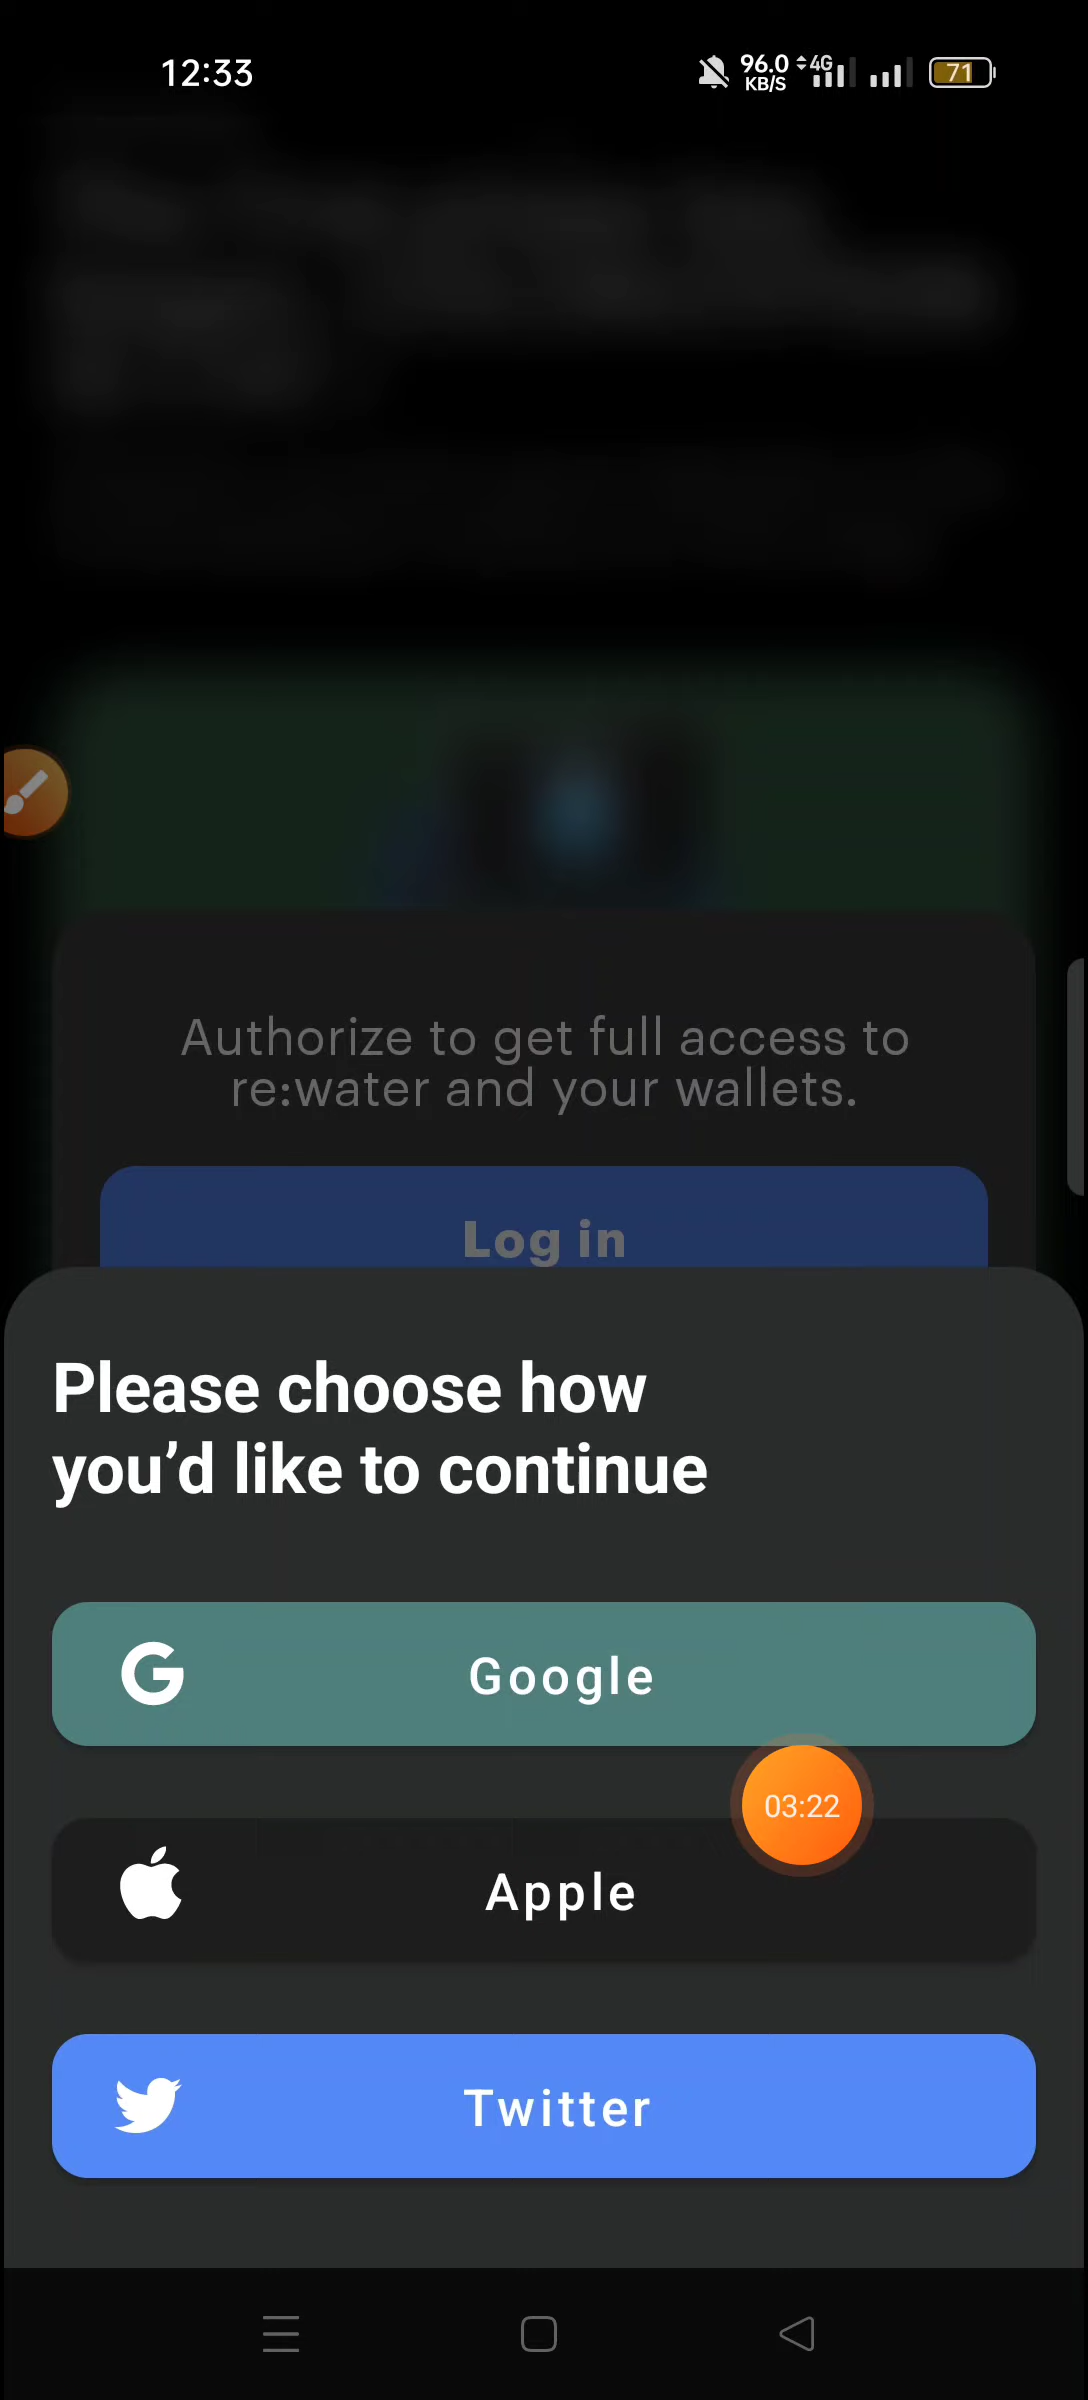 12:33
96.0
KB/S
4G
71
Authorize to get full access to
re:water and your wallets.
Log in
Please choose how
you’d like to continue
Google
03:22
Apple
Twitter